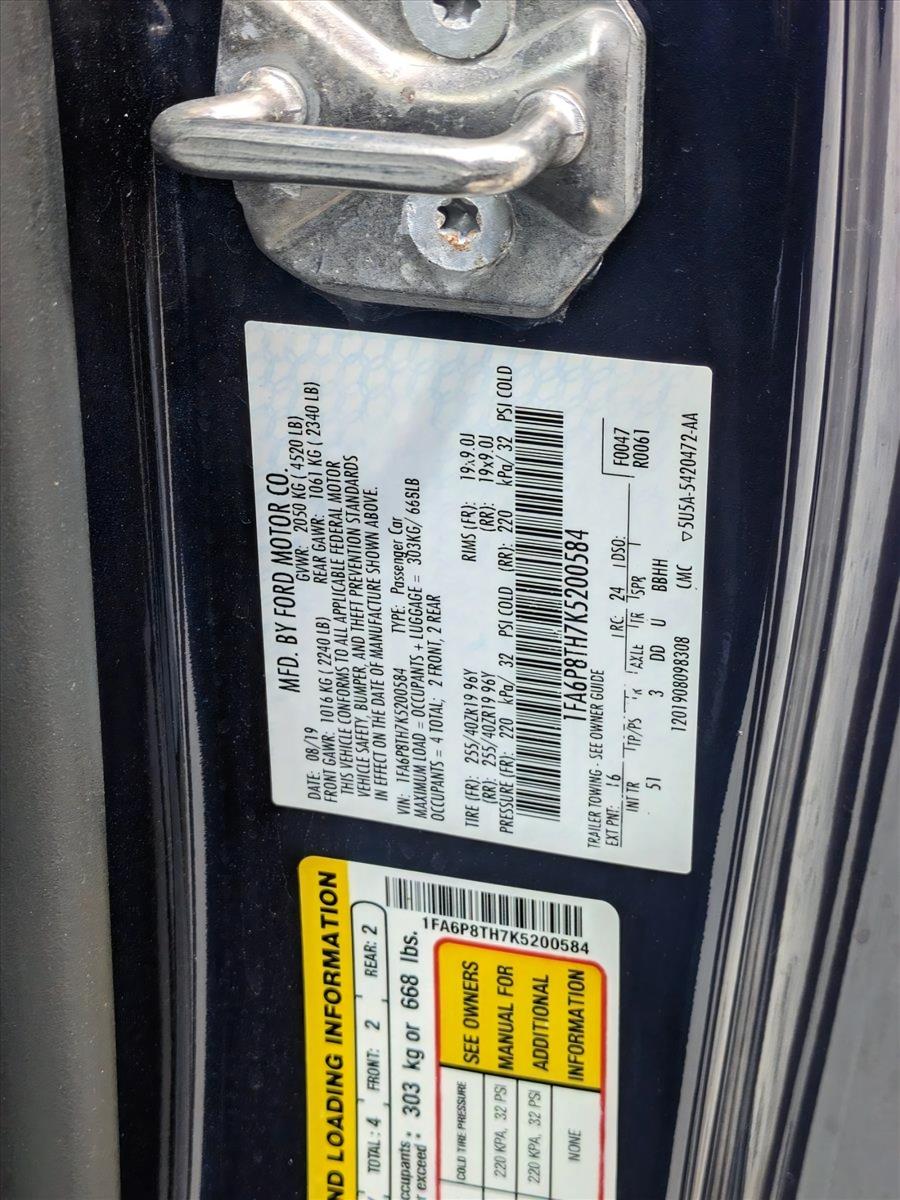 MFD. BY FORD MOTOR CO.
DATE: 08/19 GVWR: 2050 KG ( 4520 LB)
FRONT GAWR: 1016 KG ( 2240 LB) REAR GAWR: 1061 KG ( 2340 LB)
THIS VEHICLE CONFORMS TO ALL APPLICABLE FEDERAL MOTOR
VEHICLE SAFETY, BUMPER, AND THEFT PREVENTION STANDARDS
IN EFFECT ON THE DATE OF MANUFACTURE SHOWN ABOVE.
VIN: 1FA6P8TH7K5200584 TYPE: Passenger Car
MAXIMUM LOAD = OCCUPANTS + LUGGAGE = 303KG/ 668LB
OCCUPANTS = 4 TOTAL; 2 FRONT, 2 REAR
TIRE (FR): 255/40ZR19 96Y RIMS (FR): 19x9.0J
(RR): 255/40ZR19 96Y (RR): 19x9.0J
PRESSURE (FR): 220 kPa/ 32 PSI COLD (RR): 220 kPa/ 32 PSI COLD
1FA6P8TH7K5200584
TRAILER TOWING - SEE OWNER GUIDE
F0047
R0061
EXT PNT: 16 RC: 24 DSO:
INT TR TP/PS AXLE TR SPR
51 3 DD U BBHH
1201908098308 CMC ▽ 5U5A-5420472-AA
ND LOADING INFORMATION
TOTAL: 4 FRONT: 2 REAR: 2
ccupants
r exceed: 303 kg or 668 lbs.
1FA6P8TH7K5200584
COLD TIRE PRESSURE
220 KPA, 32 PSI
220 KPA, 32 PSI
NONE
SEE OWNERS
MANUAL FOR
ADDITIONAL
INFORMATION